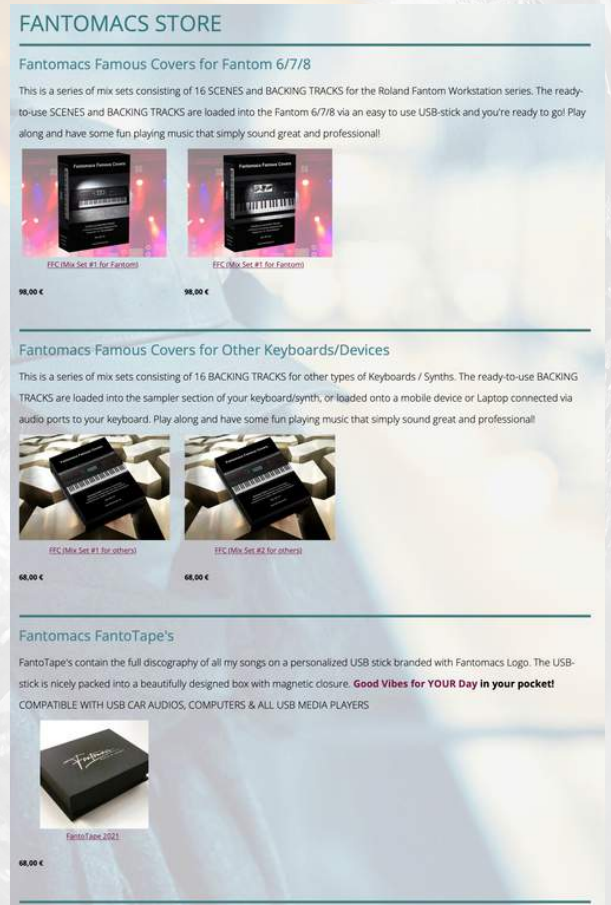 FANTOMACS STORE
Fantomacs Famous Covers for Fantom 6/7/8
This is a series of mix sets consisting of 16 SCENES and BACKING TRACKS for the Roland Fantom Workstation series. The ready-
to-use SCENES and BACKING TRACKS are loaded into the Fantom 6/7/8 via an easy to use USB-stick and you're ready to go! Play
along and have some fun playing music that simply sound great and professional!
Fantomacs Famous Covers
Fantomacs Famous Covers
FFC (Mix Set #1 for Fantom)
FFC (Mix Set #1 for Fantom)
98,00 €
98,00 €
Fantomacs Famous Covers for Other Keyboards/Devices
This is a series of mix sets consisting of 16 BACKING TRACKS for other types of Keyboards / Synths. The ready-to-use BACKING
TRACKS are loaded into the sampler section of your keyboard/synth, or loaded onto a mobile device or Laptop connected via
audio ports to your keyboard. Play along and have some fun playing music that simply sound great and professional!
FFC (Mix Set #1 for others)
FFC (Mix Set #2 for others)
68,00 €
68,00 €
Fantomacs FantoTape's
FantoTape's contain the full discography of all my songs on a personalized USB stick branded with Fantomacs Logo. The USB-
stick is nicely packed into a beautifully designed box with magnetic closure. Good Vibes for YOUR Day in your pocket!
COMPATIBLE WITH USB CAR AUDIOS, COMPUTERS & ALL USB MEDIA PLAYERS
Fantomacs
FantoTape 2021
68,00 €